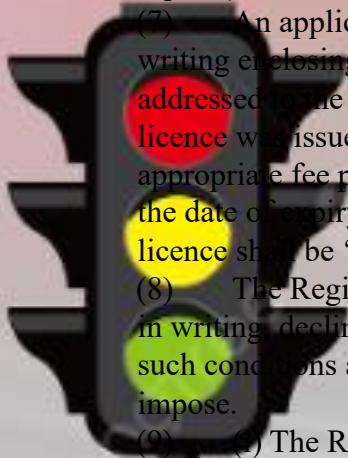 (7) An applic
writing enclosing
addressed to the
licence was issue
appropriate fee p
the date of expiry
licence shall be ‘
(8) The Regi
in writing, declin
such conditions a
impose.
(9) (i) The R